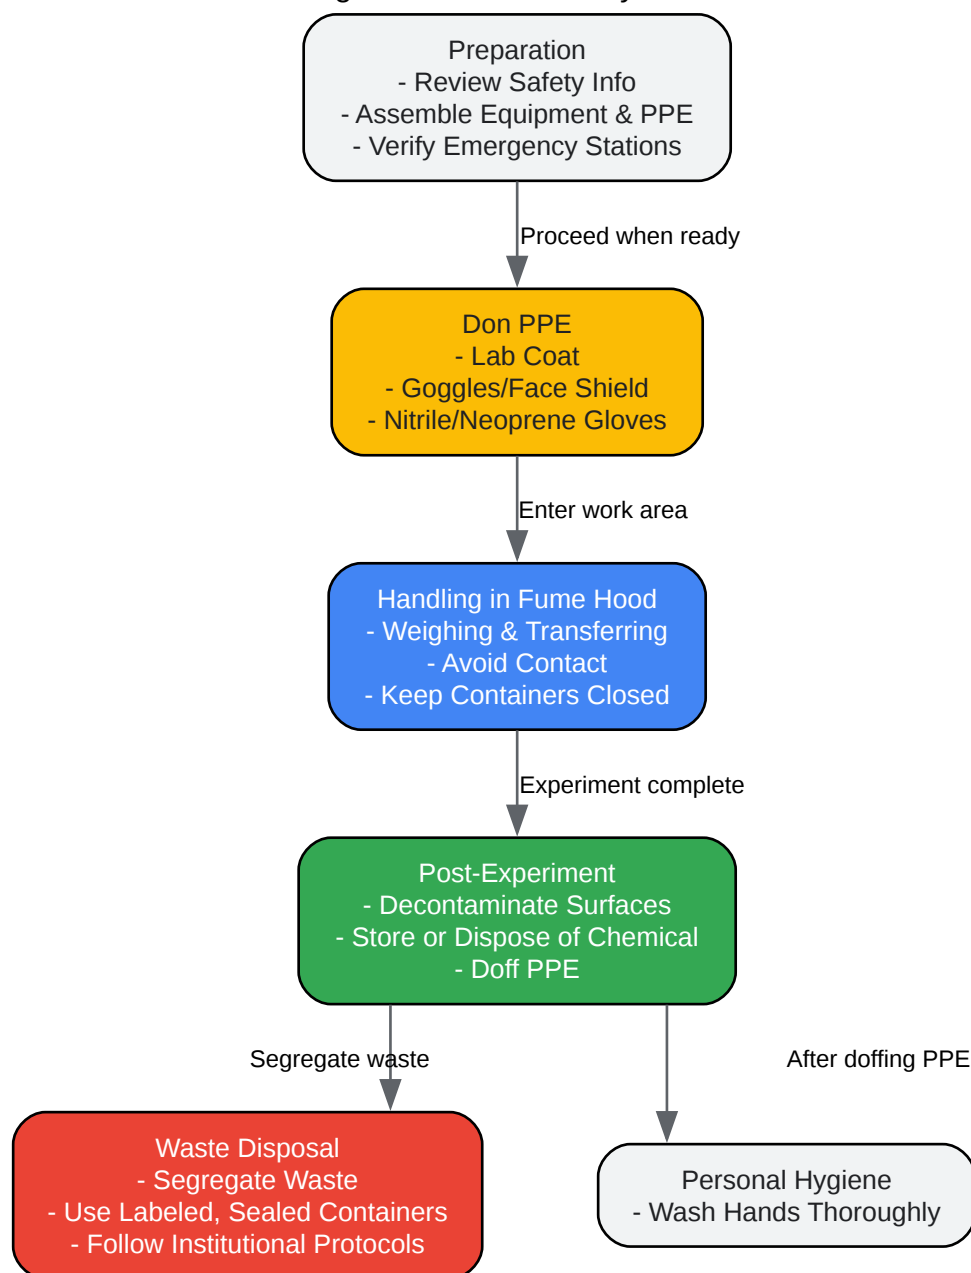 Preparation
- Review Safety Info
- Assemble Equipment & PPE
- Verify Emergency Stations
Proceed when ready
Don PPE
- Lab Coat
- Goggles/Face Shield
- Nitrile/Neoprene Gloves
Enter work area
Handling in Fume Hood
- Weighing & Transferring
- Avoid Contact
- Keep Containers Closed
Experiment complete
Post-Experiment
- Decontaminate Surfaces
- Store or Dispose of Chemical
- Doff PPE
Segregate waste
After doffing PPE
Waste Disposal
- Segregate Waste
- Use Labeled, Sealed Containers
- Follow Institutional Protocols
Personal Hygiene
- Wash Hands Thoroughly